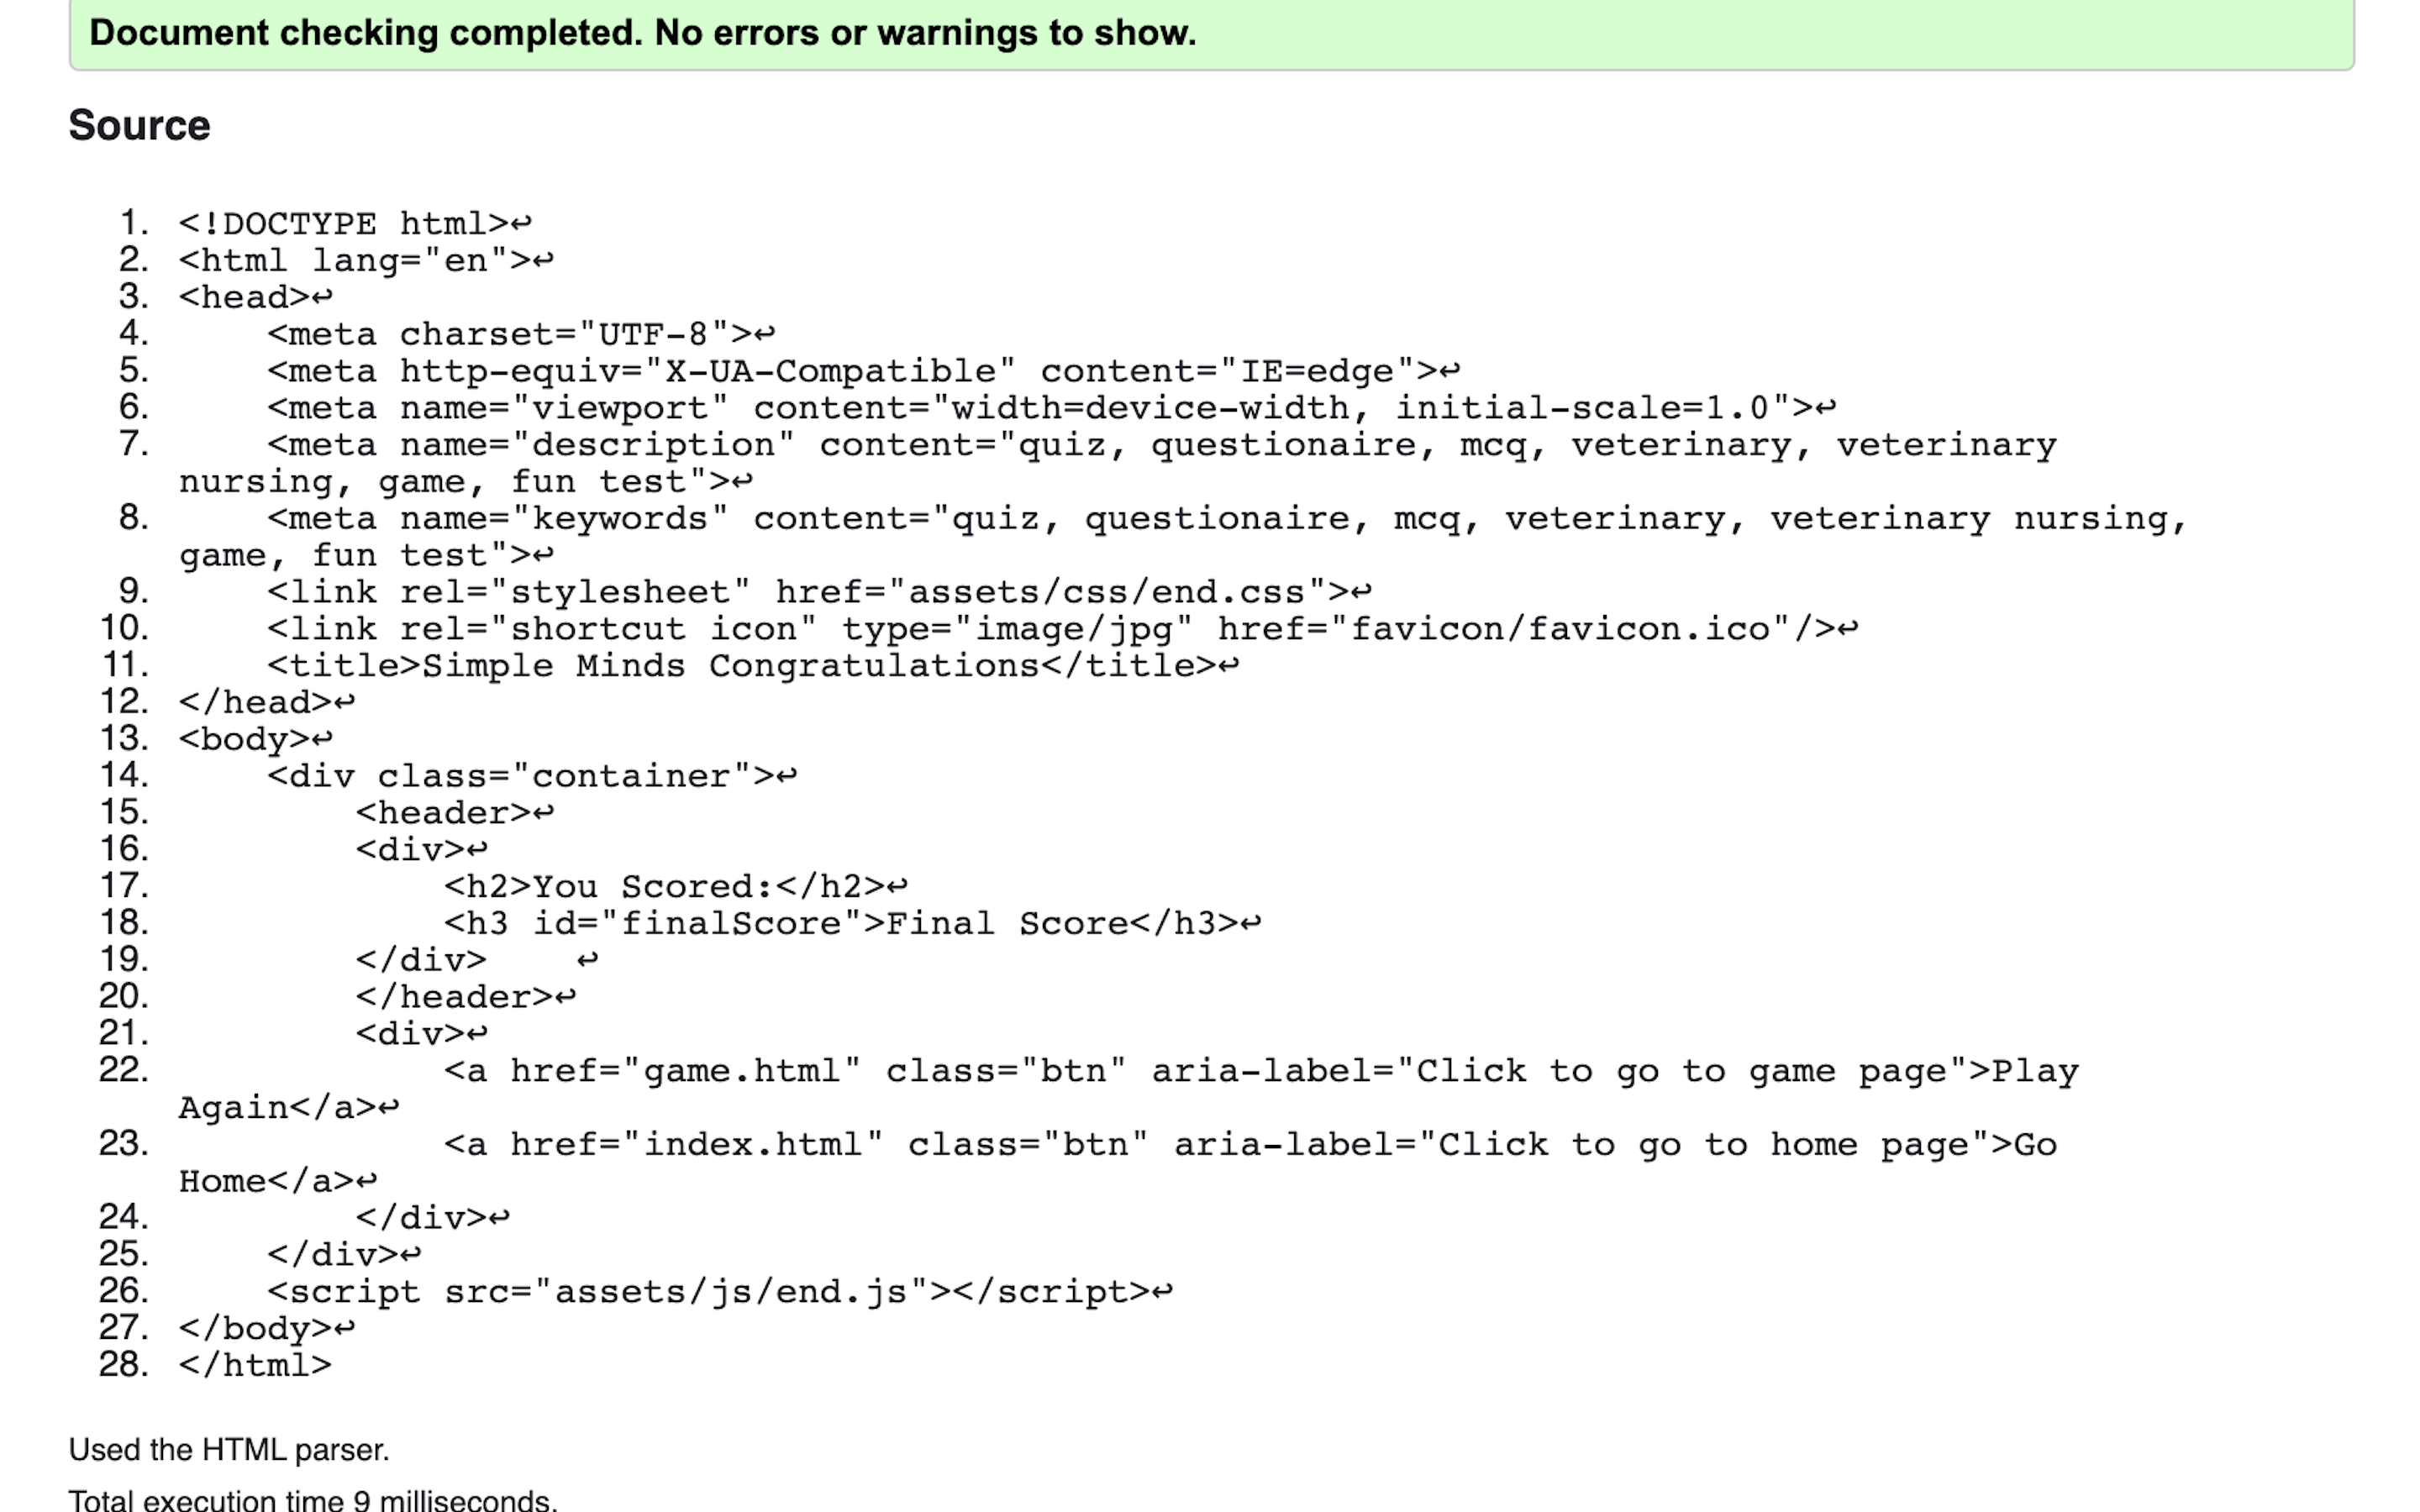 Document checking completed. No errors or warnings to show.
Source
1. <!DOCTYPE html>↩
2. <html lang="en">↩
3. <head>↩
4.     <meta charset="UTF-8">↩
5.     <meta http-equiv="X-UA-Compatible" content="IE=edge">↩
6.     <meta name="viewport" content="width=device-width, initial-scale=1.0">↩
7.     <meta name="description" content="quiz, questionaire, mcq, veterinary, veterinary
nursing, game, fun test">↩
8.     <meta name="keywords" content="quiz, questionaire, mcq, veterinary, veterinary nursing,
game, fun test">↩
9.     <link rel="stylesheet" href="assets/css/end.css">↩
10.     <link rel="shortcut icon" type="image/jpg" href="favicon/favicon.ico"/>↩
11.     <title>Simple Minds Congratulations</title>↩
12. </head>↩
13. <body>↩
14.     <div class="container">↩
15.         <header>↩
16.         <div>↩
17.             <h2>You Scored:</h2>↩
18.             <h3 id="finalScore">Final Score</h3>↩
19.         </div>    ↩
20.         </header>↩
21.         <div>↩
22.             <a href="game.html" class="btn" aria-label="Click to go to game page">Play
Again</a>↩
23.             <a href="index.html" class="btn" aria-label="Click to go to home page">Go
Home</a>↩
24.         </div>↩
25.     </div>↩
26.     <script src="assets/js/end.js"></script>↩
27. </body>↩
28. </html>
Used the HTML parser.
Total execution time 9 milliseconds.